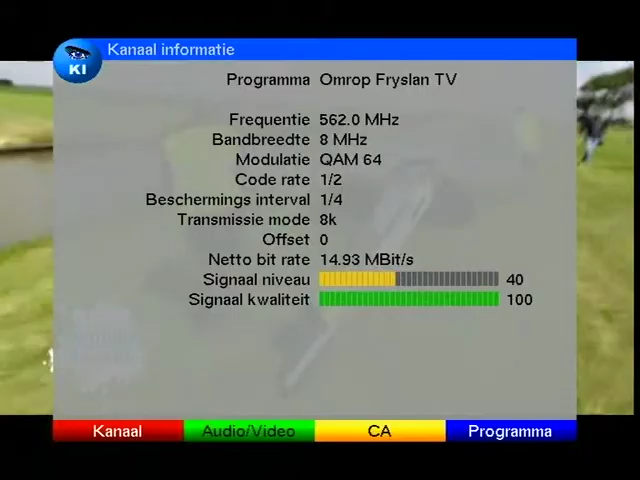 KI
Kanaal informatie
Programma Omrop Fryslan TV
Frequentie 562.0 MHz
Bandbreedte 8 MHz
Modulatie QAM 64
Code rate 1/2
Beschermings interval 1/4
Transmissie mode 8k
Offset 0
Netto bit rate 14.93 MBit/s
Signaal niveau 40
Signaal kwaliteit 100
Kanaal Audio/Video CA Programma